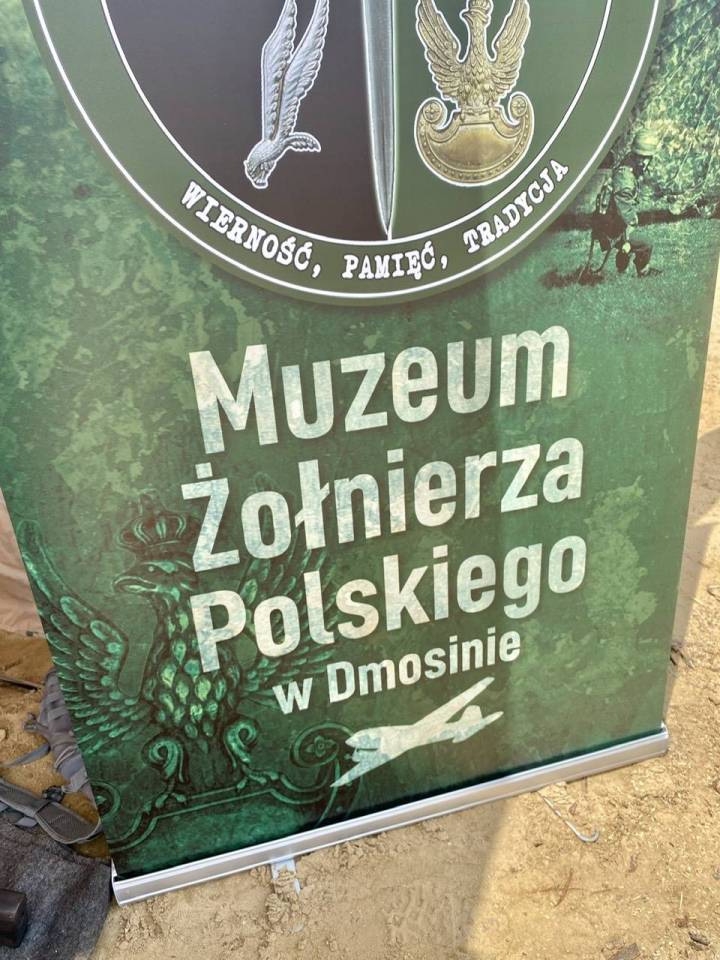 WIERNOŚĆ, PAMIĘĆ, TRADYCJA
Muzeum
Żołnierza
Polskiego
w Dmosinie